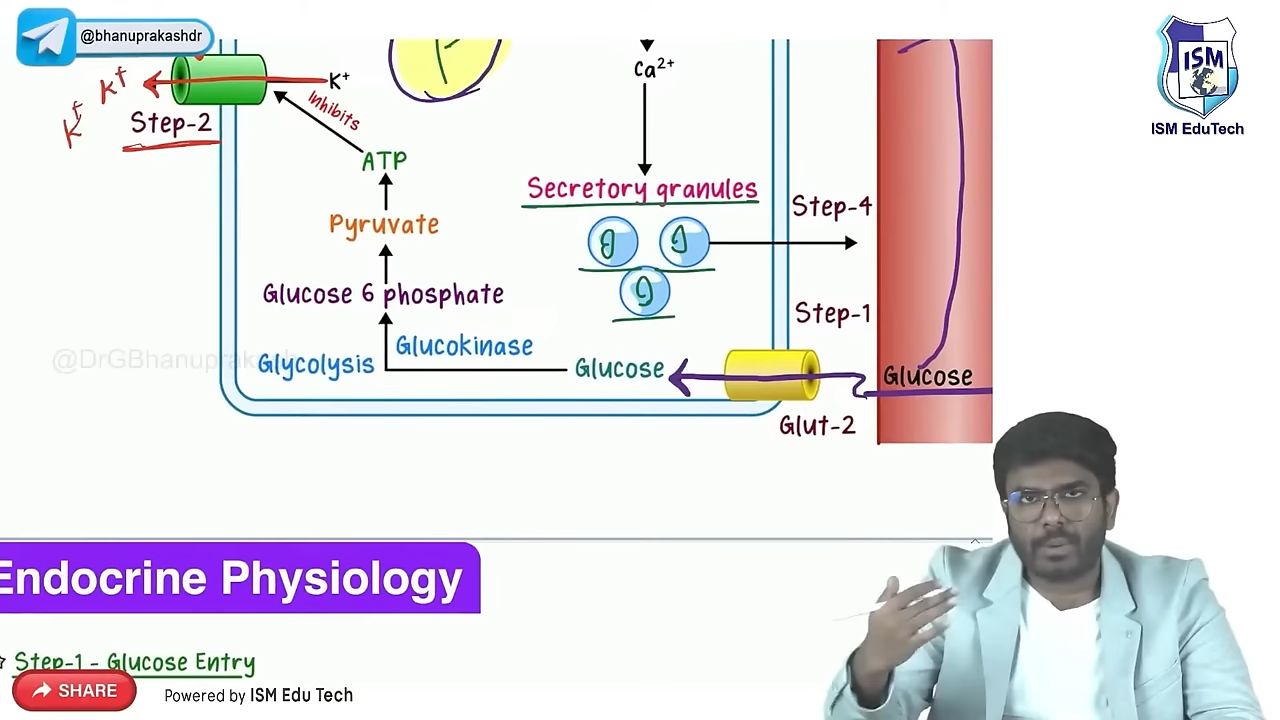 @bhanuprakashdr
ISM
ISM EduTech
K⁺
K⁺
K⁺
Inhibits
Step-2
Ca²⁺
ATP
Secretory granules
Step-4
Pyruvate
Glucose 6 phosphate
Step-1
Glucokinase
@DrGBhanuprakash
Glycolysis
Glucose
Glucose
Glut-2
Endocrine Physiology
Step-1 - Glucose Entry
SHARE
Powered by ISM Edu Tech